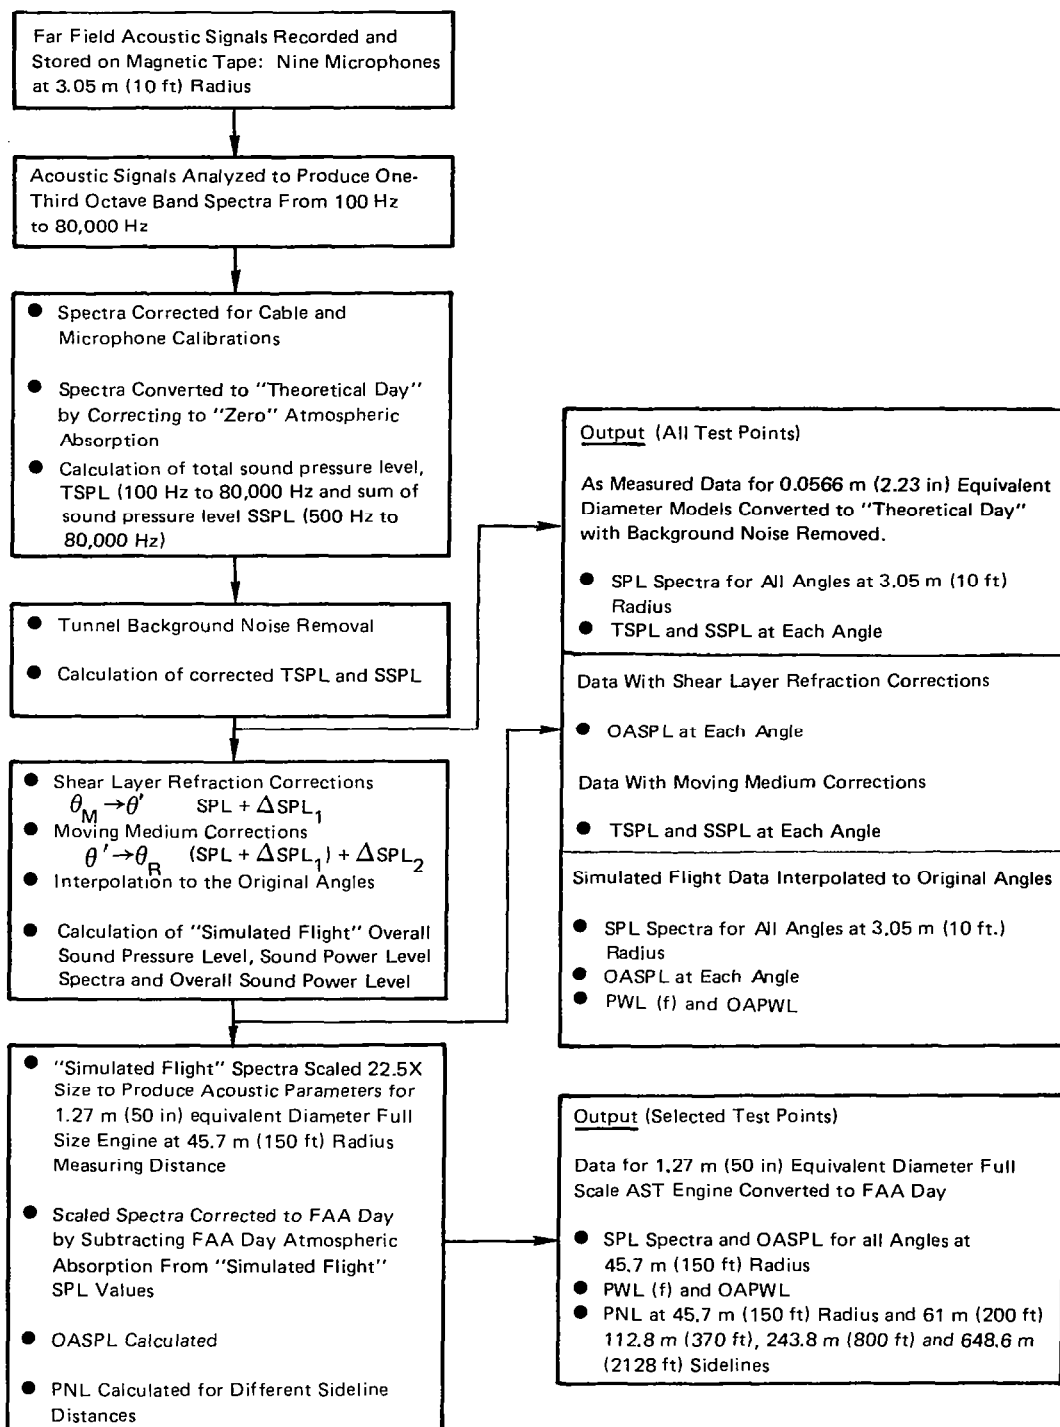 Far Field Acoustic Signals Recorded and
Stored on Magnetic Tape: Nine Microphones
at 3.05 m (10 ft) Radius
Acoustic Signals Analyzed to Produce One-
Third Octave Band Spectra From 100 Hz
to 80,000 Hz
● Spectra Corrected for Cable and
Microphone Calibrations
● Spectra Converted to "Theoretical Day"
by Correcting to "Zero" Atmospheric
Absorption
● Calculation of total sound pressure level,
TSPL (100 Hz to 80,000 Hz and sum of
sound pressure level SSPL (500 Hz to
80,000 Hz)
● Tunnel Background Noise Removal
● Calculation of corrected TSPL and SSPL
● Shear Layer Refraction Corrections
θM → θ' SPL + ΔSPL1
● Moving Medium Corrections
θ' → θR (SPL + ΔSPL1) + ΔSPL2
● Interpolation to the Original Angles
● Calculation of "Simulated Flight" Overall
Sound Pressure Level, Sound Power Level
Spectra and Overall Sound Power Level
● "Simulated Flight" Spectra Scaled 22.5X
Size to Produce Acoustic Parameters for
1.27 m (50 in) equivalent Diameter Full
Size Engine at 45.7 m (150 ft) Radius
Measuring Distance
● Scaled Spectra Corrected to FAA Day
by Subtracting FAA Day Atmospheric
Absorption From "Simulated Flight"
SPL Values
● OASPL Calculated
● PNL Calculated for Different Sideline
Distances
Output (All Test Points)
As Measured Data for 0.0566 m (2.23 in) Equivalent
Diameter Models Converted to "Theoretical Day"
with Background Noise Removed.
● SPL Spectra for All Angles at 3.05 m (10 ft)
Radius
● TSPL and SSPL at Each Angle
Data With Shear Layer Refraction Corrections
● OASPL at Each Angle
Data With Moving Medium Corrections
● TSPL and SSPL at Each Angle
Simulated Flight Data Interpolated to Original Angles
● SPL Spectra for All Angles at 3.05 m (10 ft.)
Radius
● OASPL at Each Angle
● PWL (f) and OAPWL
Output (Selected Test Points)
Data for 1.27 m (50 in) Equivalent Diameter Full
Scale AST Engine Converted to FAA Day
● SPL Spectra and OASPL for all Angles at
45.7 m (150 ft) Radius
● PWL (f) and OAPWL
● PNL at 45.7 m (150 ft) Radius and 61 m (200 ft)
112.8 m (370 ft), 243.8 m (800 ft) and 648.6 m
(2128 ft) Sidelines